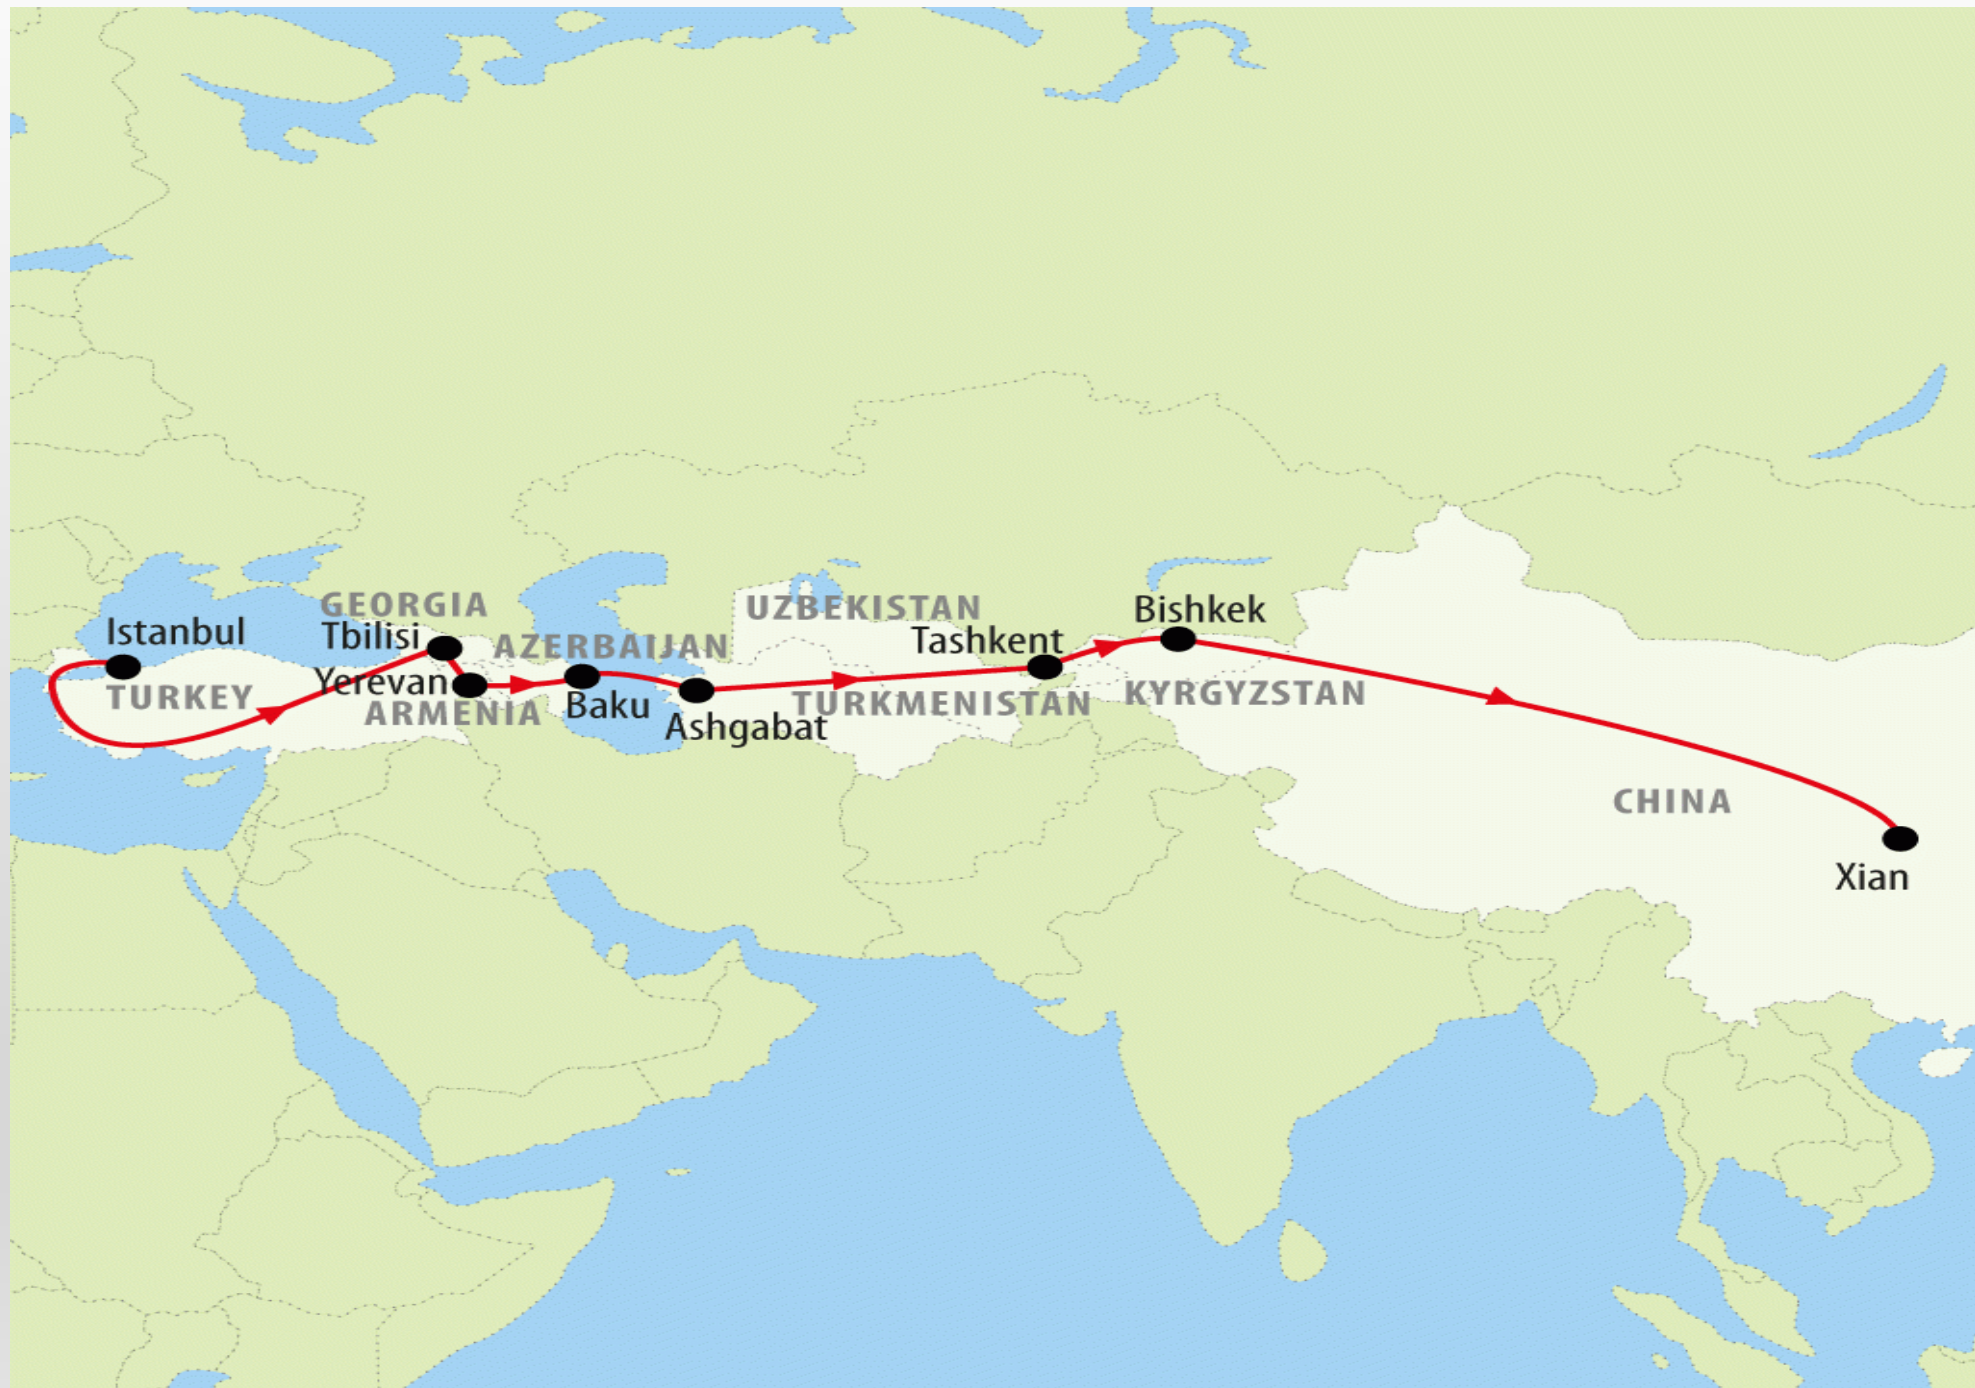 GEORGIA
UZBEKISTAN
Bishkek
Istanbul
Tbilisi
AZERBAIJAN
Tashkent
TURKEY
Yerevan
ARMENIA
Baku
Ashgabat
TURKMENISTAN
KYRGYZSTAN
CHINA
Xian